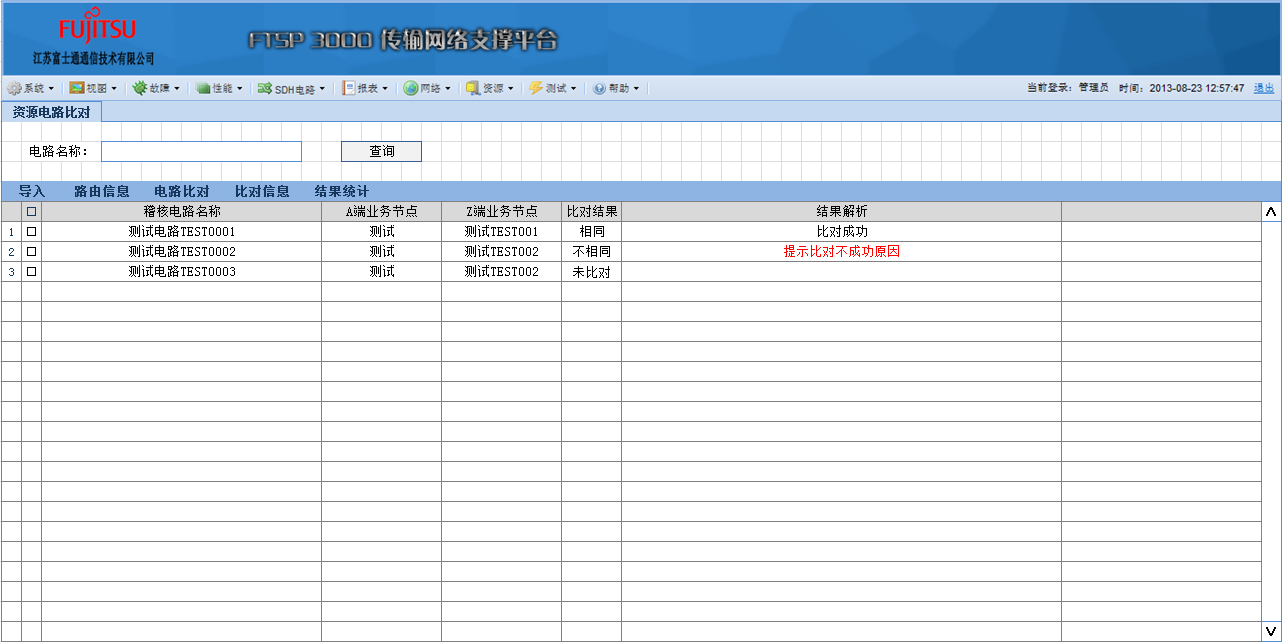 FUJITSU
江苏富士通通信技术有限公司
FTSP 3000 传输网络支撑平台
系统 视图 故障 性能 SDH电路 报表 网络 资源 测试 帮助 当前登录: 管理员 时间: 2013-08-23 12:57:47 退出
资源电路比对
电路名称: 查询
导入 路由信息 电路比对 比对信息 结果统计
稽核电路名称 A端业务节点 Z端业务节点 比对结果 结果解析
1 测试电路TEST0001 测试 测试TEST001 相同 比对成功
2 测试电路TEST0002 测试 测试TEST002 不相同 提示比对不成功原因
3 测试电路TEST0003 测试 测试TEST002 未比对